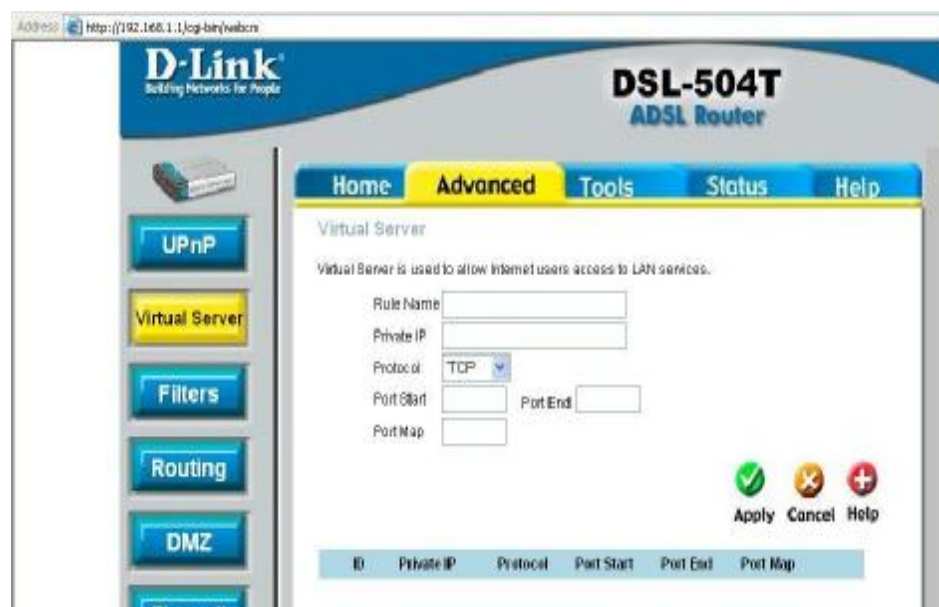 Address http://192.168.1.1/cgi-bin/webcm
D-Link
Building Networks for People
DSL-504T
ADSL Router
Home Advanced Tools Status Help
UPnP
Virtual Server
Filters
Routing
DMZ
Virtual Server
Virtual Server is used to allow Internet users access to LAN services.
Rule Name
Private IP
Protocol TCP
Port Start Port End
Port Map
Apply Cancel Help
ID Private IP Protocol Port Start Port End Port Map